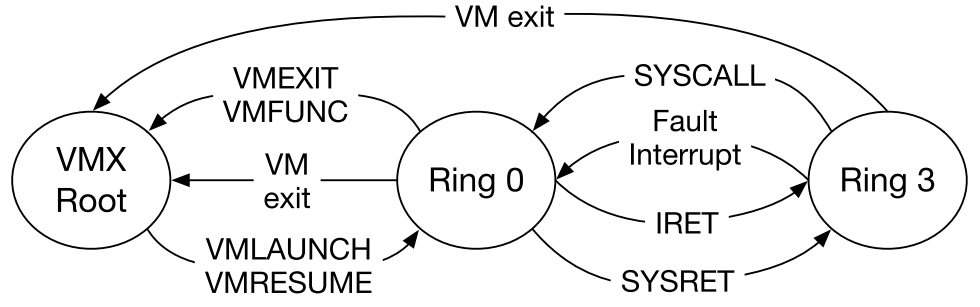 VM exit
VMEXIT
VMFUNC
SYSCALL
Fault
Interrupt
VMX
Root
VM
exit
Ring 0
Ring 3
IRET
VMLAUNCH
VMRESUME
SYSRET